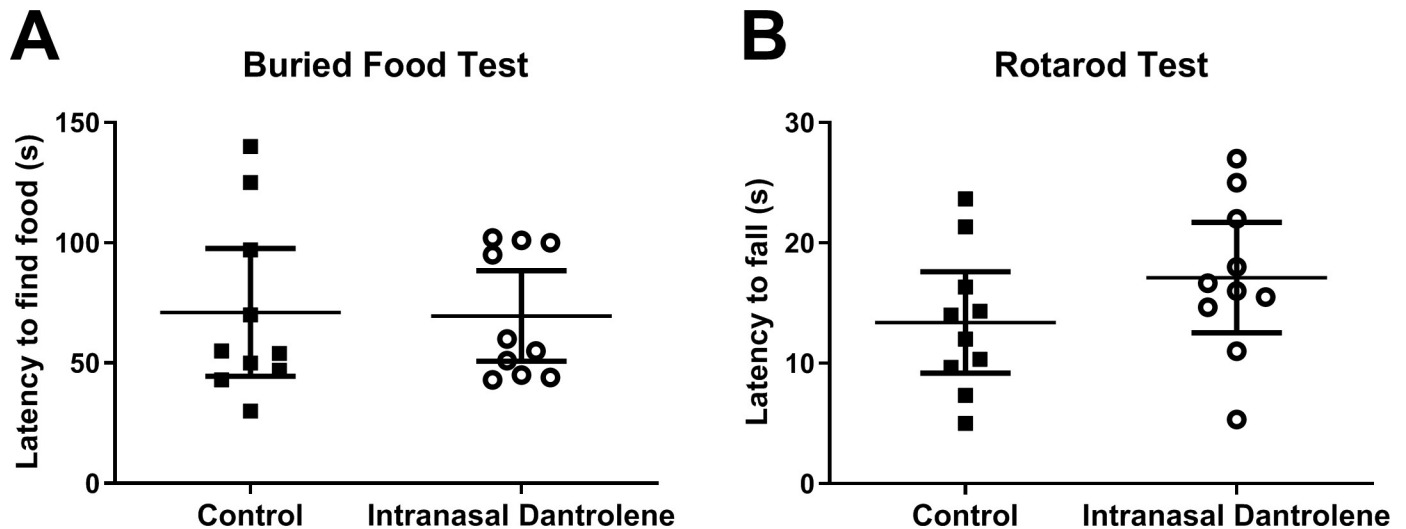 A
Buried Food Test
Latency to find food (s)
150
100
50
0
Control
Intranasal Dantrolene
B
Rotarod Test
Latency to fall (s)
30
20
10
0
Control
Intranasal Dantrolene